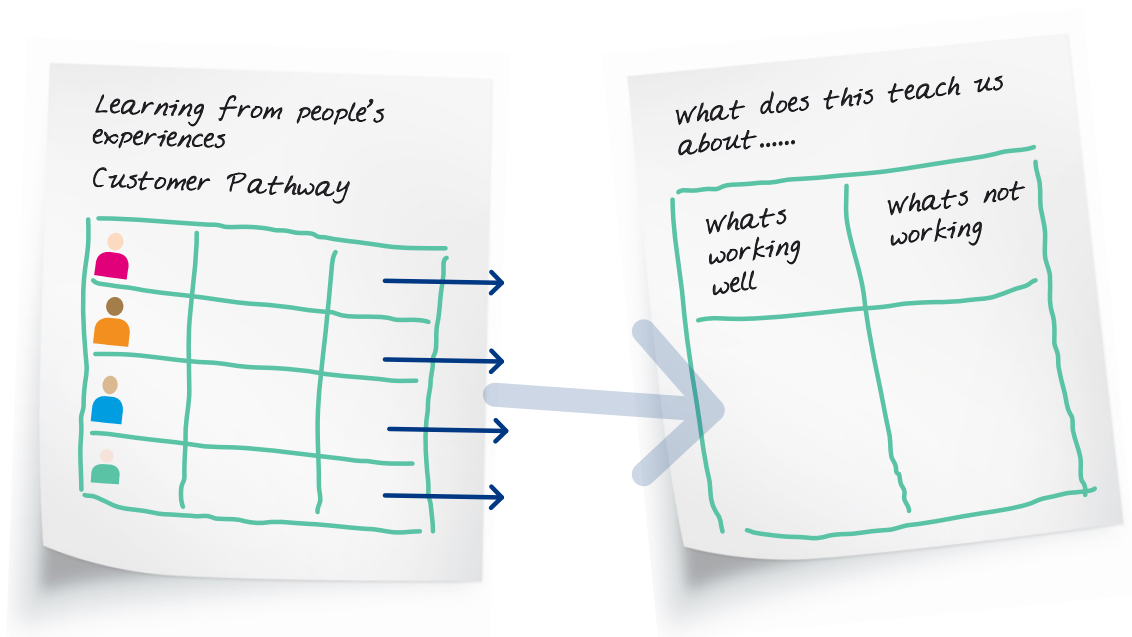 Learning from people's
experiences
Customer Pathway
What does this teach us
about......
Whats
working
well
Whats not
working